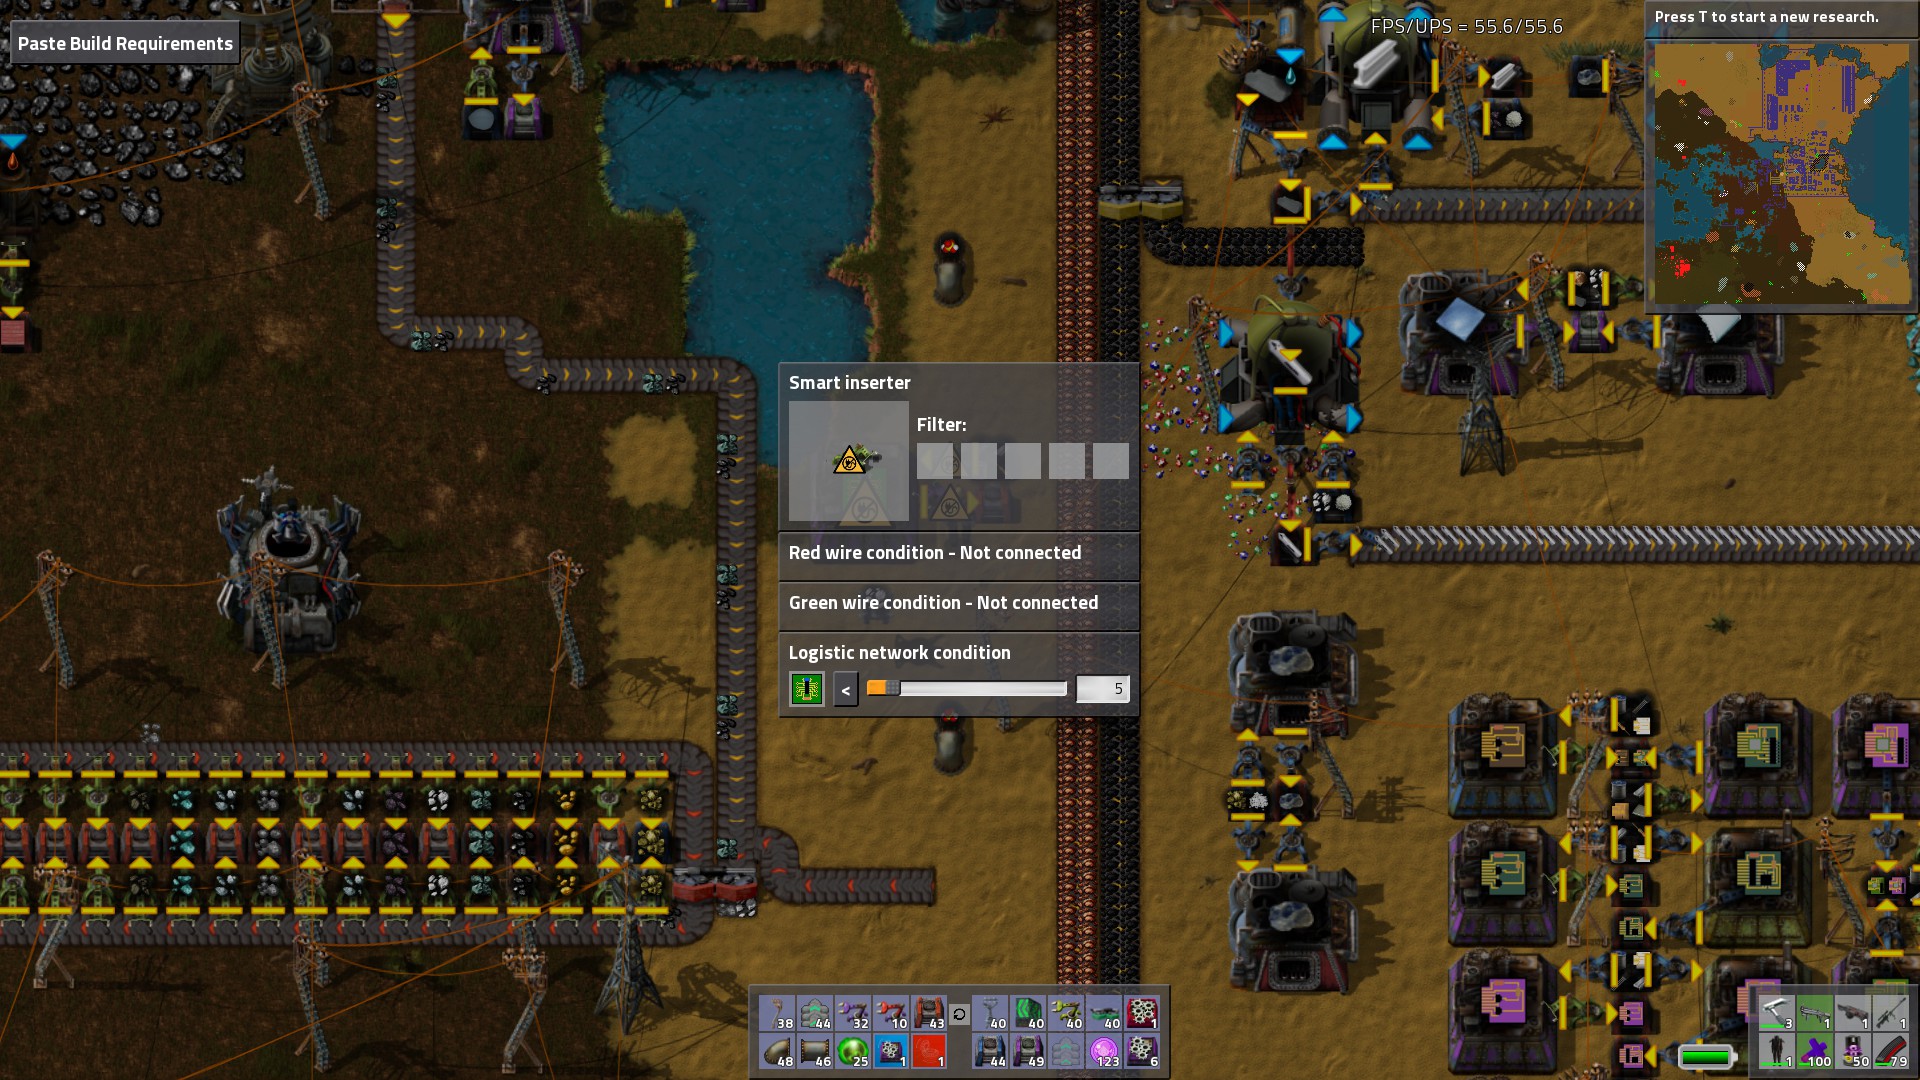 Paste Build Requirements
FPS/UPS = 55.6/55.6
Press T to start a new research.
Smart inserter
Filter:
Red wire condition - Not connected
Green wire condition - Not connected
Logistic network condition
< 5
38 44 32 10 43 40 40 40 40 1
48 46 25 1 1 44 49 123 6
3 1 1 1
1 100 50 79